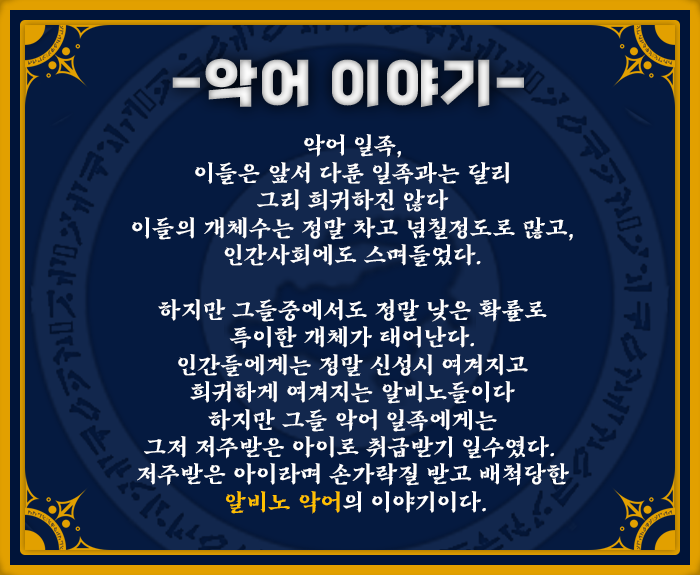 -악어 이야기-
악어 일족,
이들은 앞서 다룬 일족과는 달리
그리 희귀하진 않다
이들의 개체수는 정말 차고 넘칠정도로 많고,
인간사회에도 스며들었다.
하지만 그들중에서도 정말 낮은 확률로
특이한 개체가 태어난다.
인간들에게는 정말 신성시 여겨지고
희귀하게 여겨지는 알비노들이다
하지만 그들 악어 일족에게는
그저 저주받은 아이로 취급받기 일수였다.
저주받은 아이라며 손가락질 받고 배척당한
알비노 악어의 이야기이다.